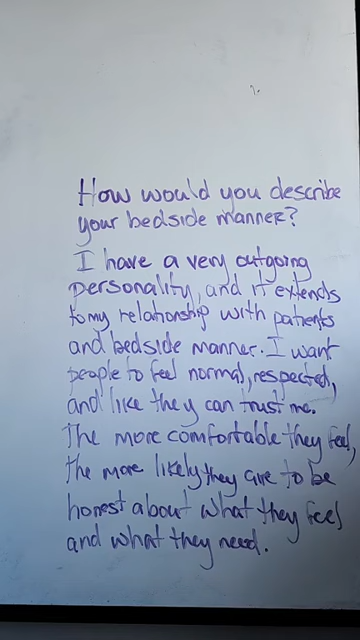 How would you describe
your bedside manner?
I have a very outgoing
personality, and it extends
to my relationship with patients
and bedside manner. I want
people to feel normal, respected,
and like they can trust me.
The more comfortable they feel,
the more likely they are to be
honest about what they feel
and what they need.